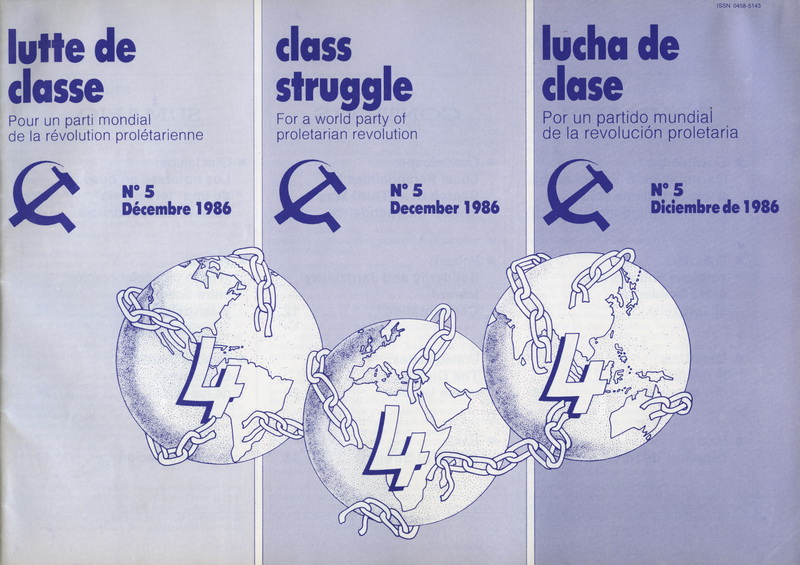 ISSN 0458-5143
lutte de
classe
Pour un parti mondial
de la révolution prolétarienne
N° 5
Décembre 1986
class
struggle
For a world party of
proletarian revolution
N° 5
December 1986
lucha de
clase
Por un partido mundial
de la revolución proletaria
N° 5
Diciembre de 1986
4
4
4